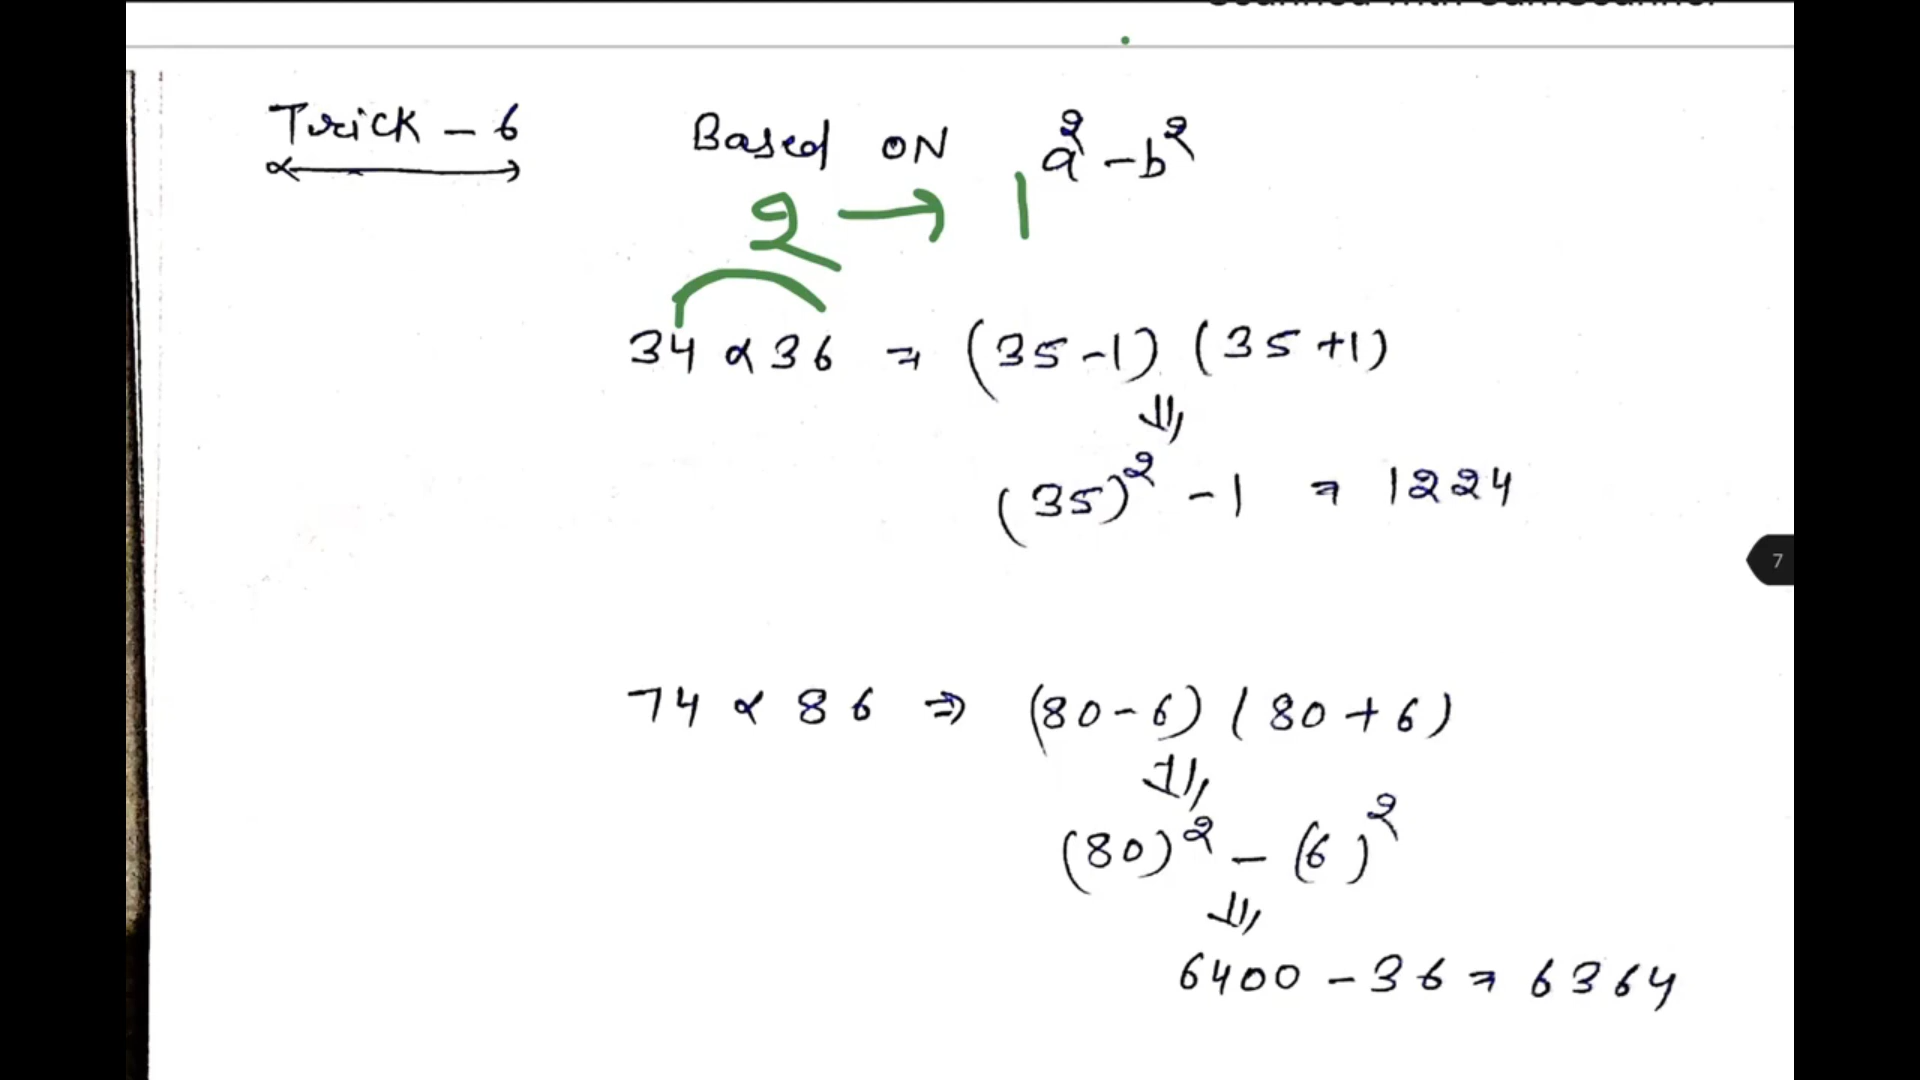 Trick - 6 Based ON a² - b²
2 → 1
34 × 36 = (35-1) (35+1)
⇓
(35)² - 1 = 1224
7
74 × 86 ⇒ (80-6) (80+6)
⇓
(80)² - (6)²
⇓
6400 - 36 = 6364